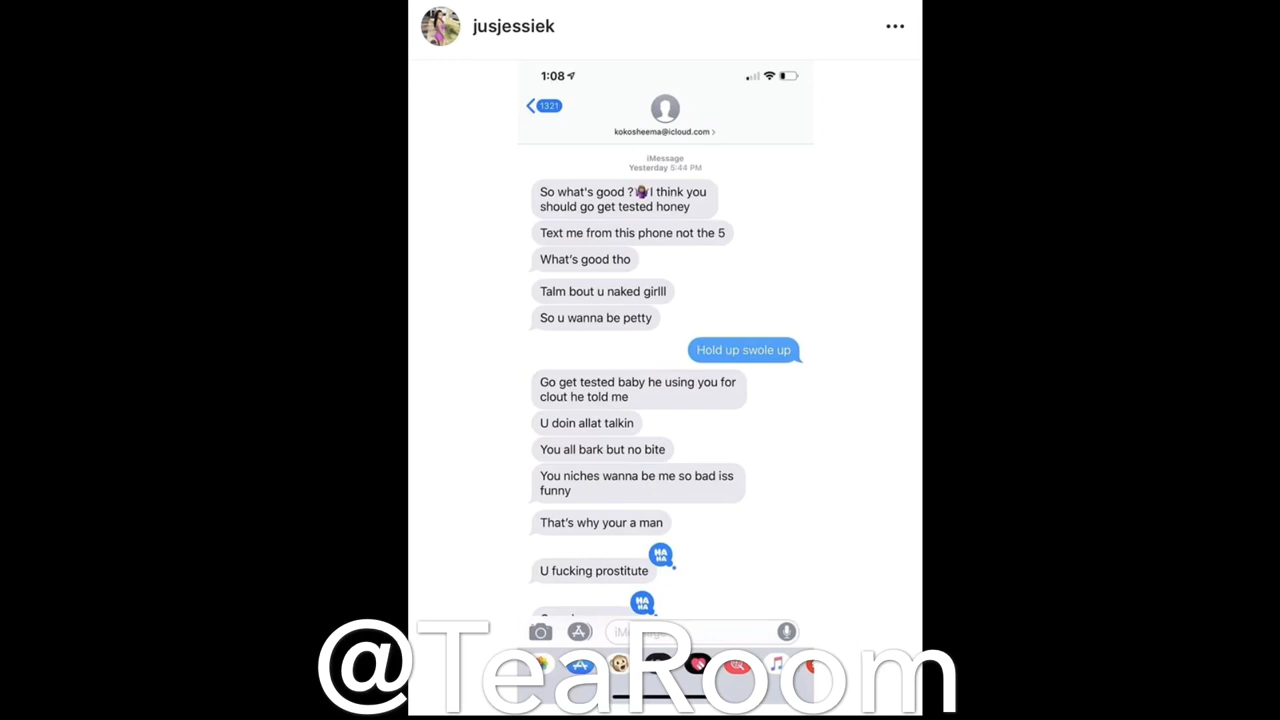 jusjessiek
1:08
1321
kokosheema@icloud.com >
iMessage
Yesterday 5:44 PM
So what's good ?🤷🏽‍♀️I think you
should go get tested honey
Text me from this phone not the 5
What's good tho
Talm bout u naked girlll
So u wanna be petty
Hold up swole up
Go get tested baby he using you for
clout he told me
U doin allat talkin
You all bark but no bite
You niches wanna be me so bad iss
funny
That's why your a man
HA
HA
U fucking prostitute
HA
HA
@TeaRoom